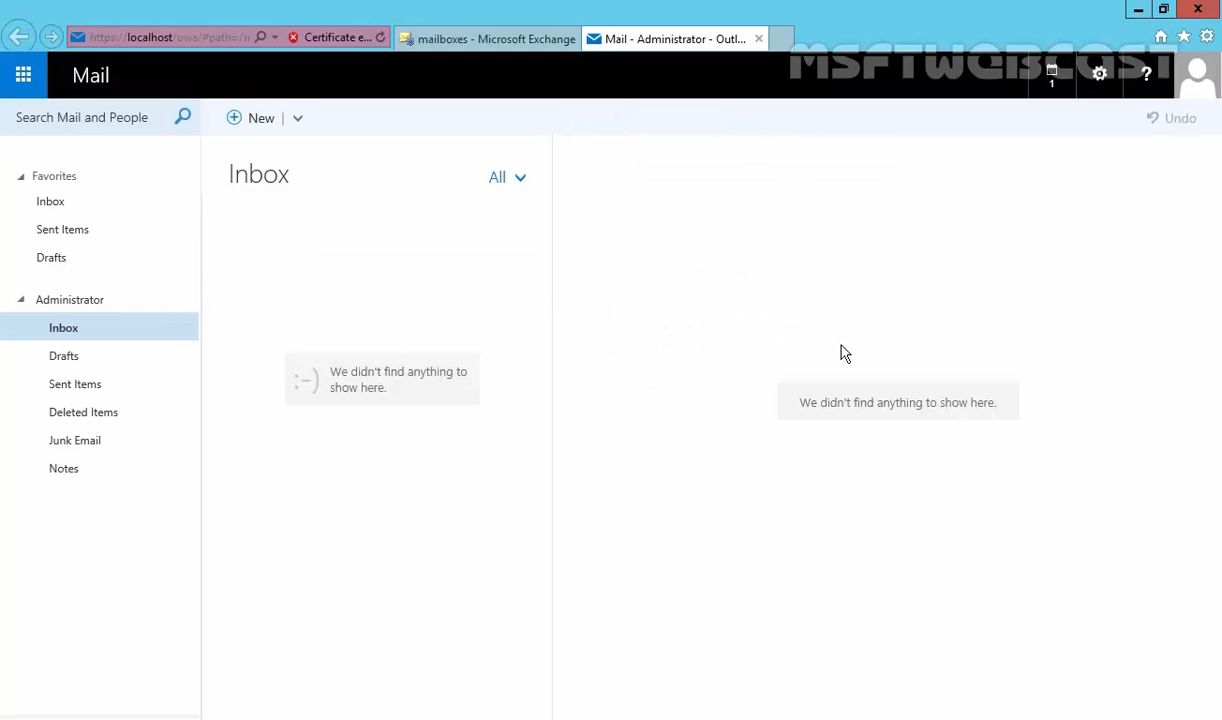 https://localhost/owa/#path=/n
Certificate e...
mailboxes - Microsoft Exchange
Mail - Administrator - Outl...
MSFTWEBCAST
Mail
1
?
Search Mail and People
New
Undo
Favorites
Inbox
Sent Items
Drafts
Administrator
Inbox
Drafts
Sent Items
Deleted Items
Junk Email
Notes
Inbox
All
:-)
We didn't find anything to
show here.
We didn't find anything to show here.